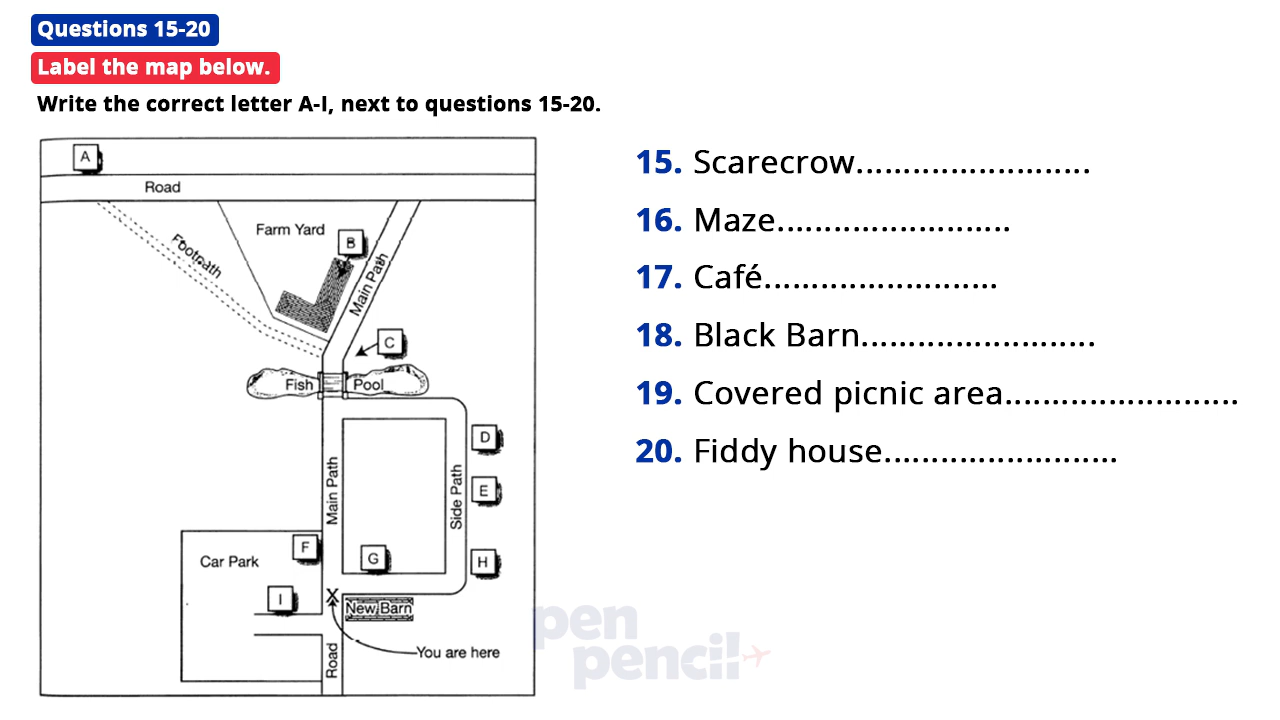 Questions 15-20
Label the map below.
Write the correct letter A-I, next to questions 15-20.
A
Road
Farm Yard
B
Footpath
Main Path
C
Fish
Pool
D
Main Path
Side Path
E
F
G
H
Car Park
I
X
New Barn
You are here
Road
15. Scarecrow.........................
16. Maze.........................
17. Café.........................
18. Black Barn.........................
19. Covered picnic area.........................
20. Fiddy house.........................
pen
pencil